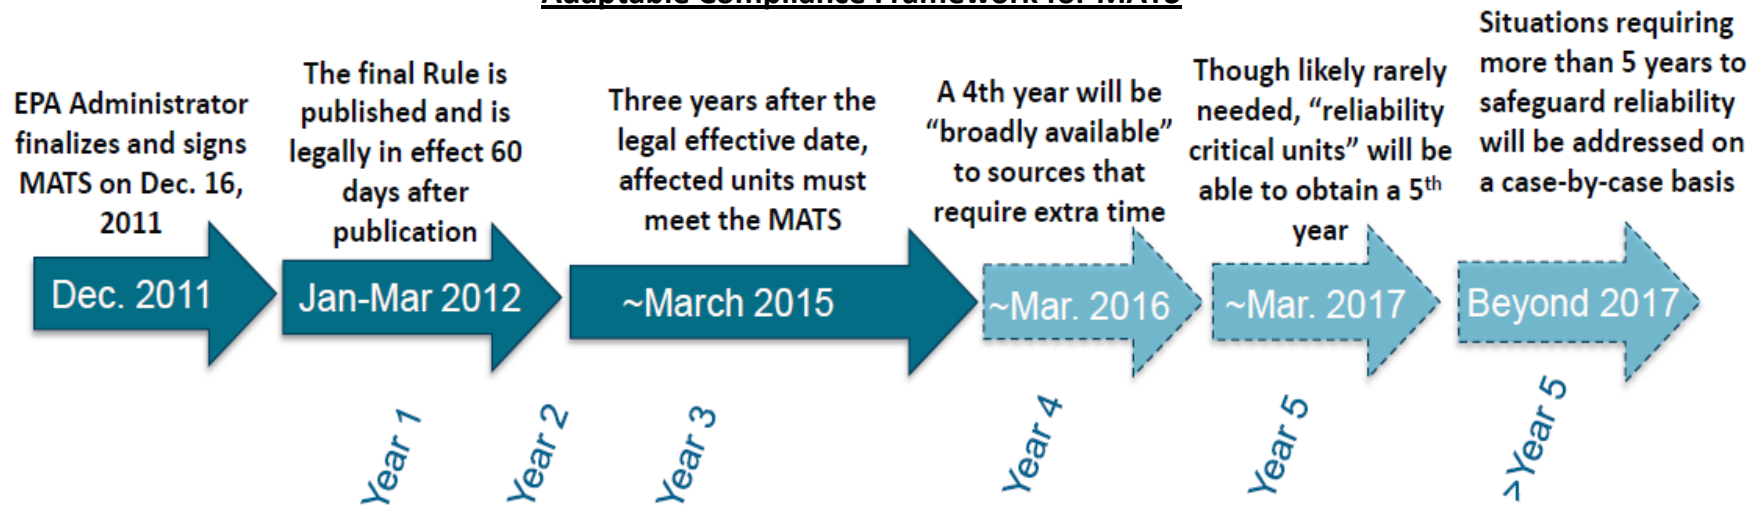 Adaptable Compliance Framework for MATS
EPA Administrator
finalizes and signs
MATS on Dec. 16,
2011
The final Rule is
published and is
legally in effect 60
days after
publication
Three years after the
legal effective date,
affected units must
meet the MATS
A 4th year will be
“broadly available”
to sources that
require extra time
Though likely rarely
needed, “reliability
critical units” will be
able to obtain a 5th
year
Situations requiring
more than 5 years to
safeguard reliability
will be addressed on
a case-by-case basis
Dec. 2011
Jan-Mar 2012
~March 2015
~Mar. 2016
~Mar. 2017
Beyond 2017
Year 1
Year 2
Year 3
Year 4
Year 5
>Year 5